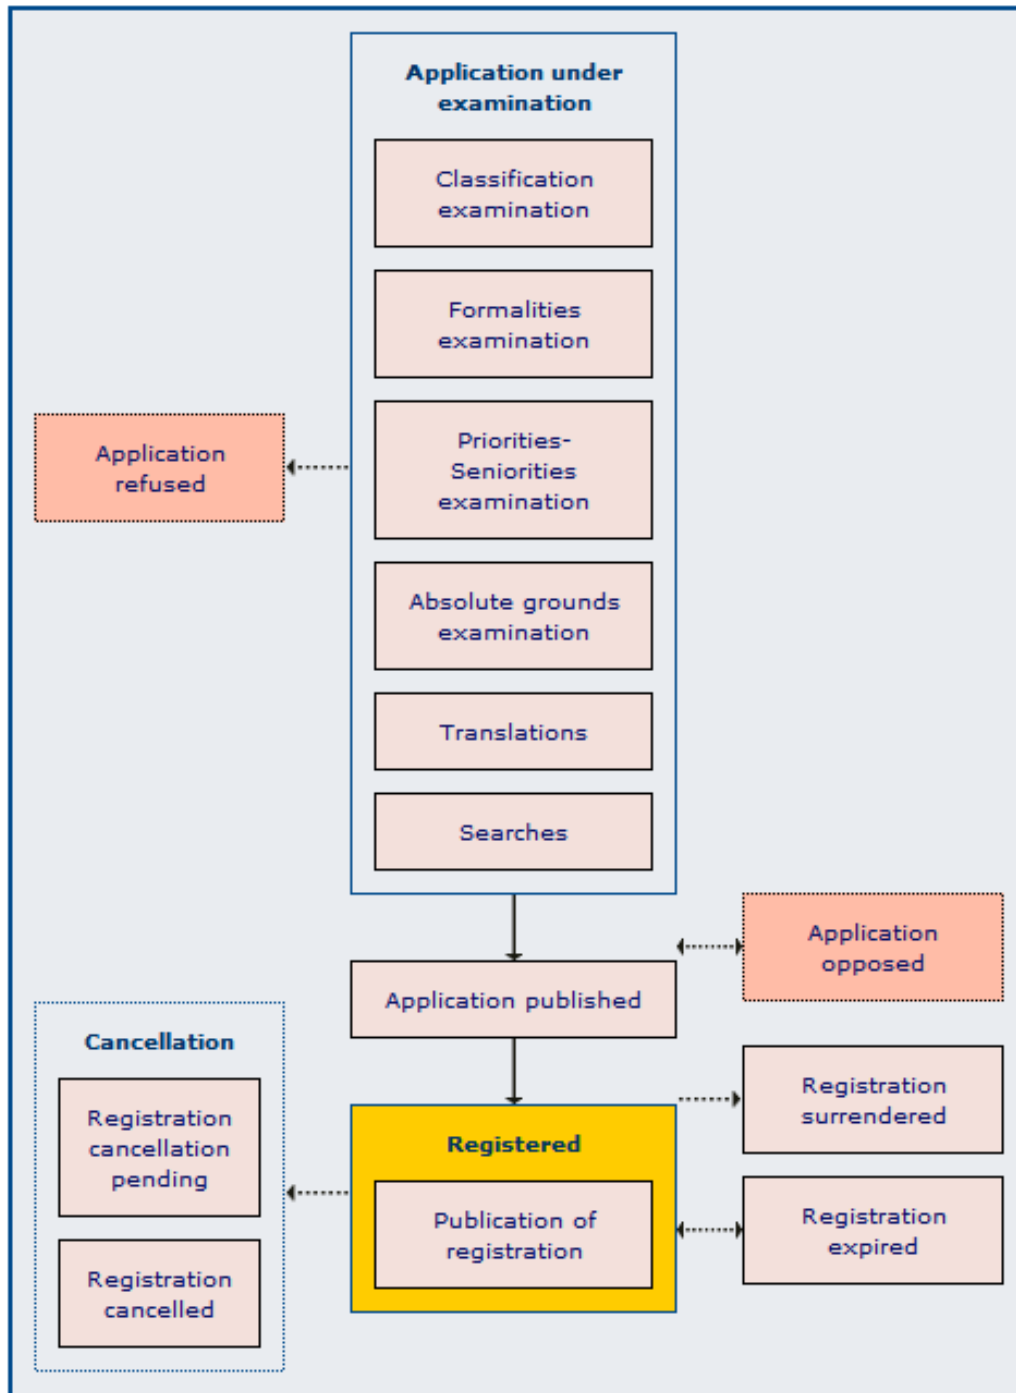 Application under
examination
Classification
examination
Formalities
examination
Priorities-
Seniorities
examination
Application
refused
Absolute grounds
examination
Translations
Searches
Application
opposed
Application published
Cancellation
Registration
cancellation
pending
Registration
cancelled
Registered
Publication of
registration
Registration
surrendered
Registration
expired